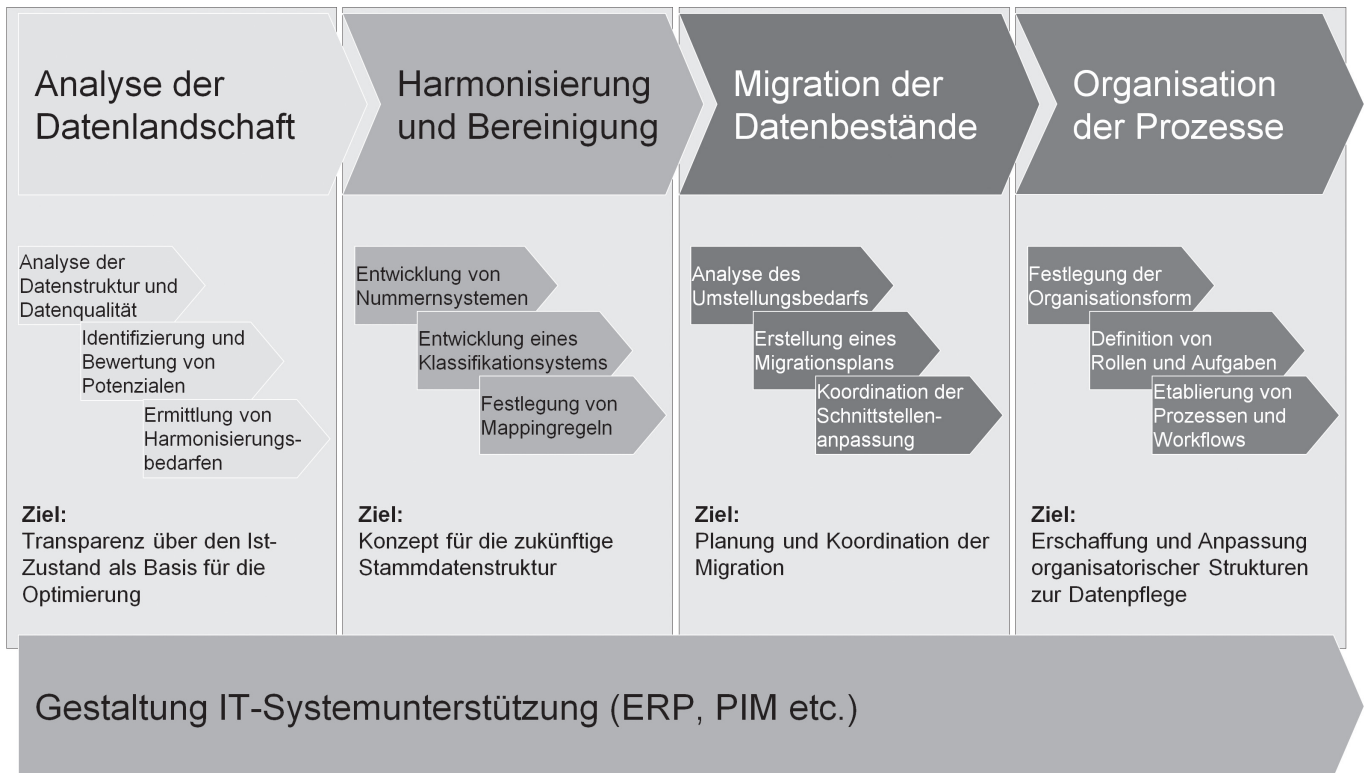 Analyse der
Datenlandschaft
Harmonisierung
und Bereinigung
Migration der
Datenbestände
Organisation
der Prozesse
Analyse der
Datenstruktur und
Datenqualität
Identifizierung und
Bewertung von
Potenzialen
Ermittlung von
Harmonisierungs-
bedarfen
Ziel:
Transparenz über den Ist-
Zustand als Basis für die
Optimierung
Entwicklung von
Nummernsystemen
Entwicklung eines
Klassifikationsystems
Festlegung von
Mappingregeln
Ziel:
Konzept für die zukünftige
Stammdatenstruktur
Analyse des
Umstellungsbedarfs
Erstellung eines
Migrationsplans
Koordination der
Schnittstellen-
anpassung
Ziel:
Planung und Koordination der
Migration
Festlegung der
Organisationsform
Definition von
Rollen und Aufgaben
Etablierung von
Prozessen und
Workflows
Ziel:
Erschaffung und Anpassung
organisatorischer Strukturen
zur Datenpflege
Gestaltung IT-Systemunterstützung (ERP, PIM etc.)